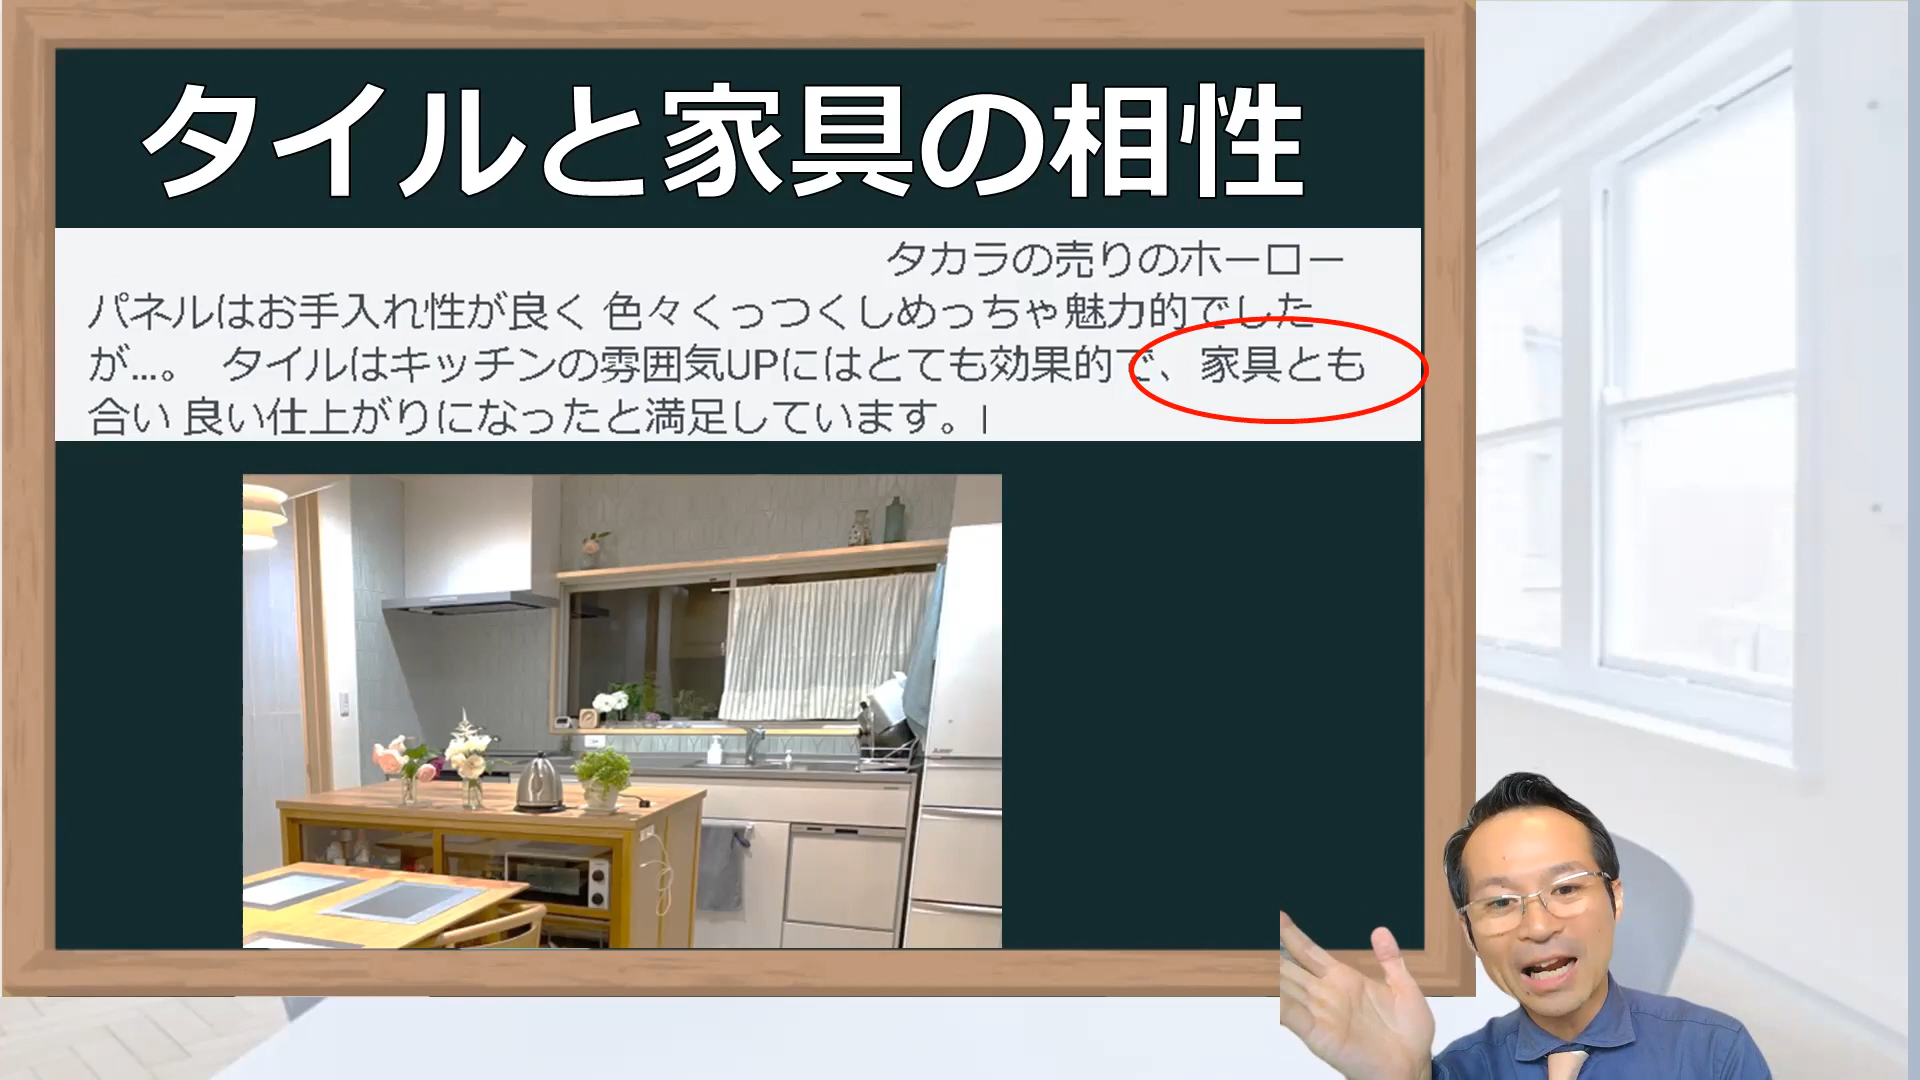 タイルと家具の相性
タカラの売りのホーロー
パネルはお手入れ性が良く 色々くっつくしめっちゃ魅力的でした
が…。 タイルはキッチンの雰囲気UPにはとても効果的で、家具とも
合い 良い仕上がりになったと満足しています。